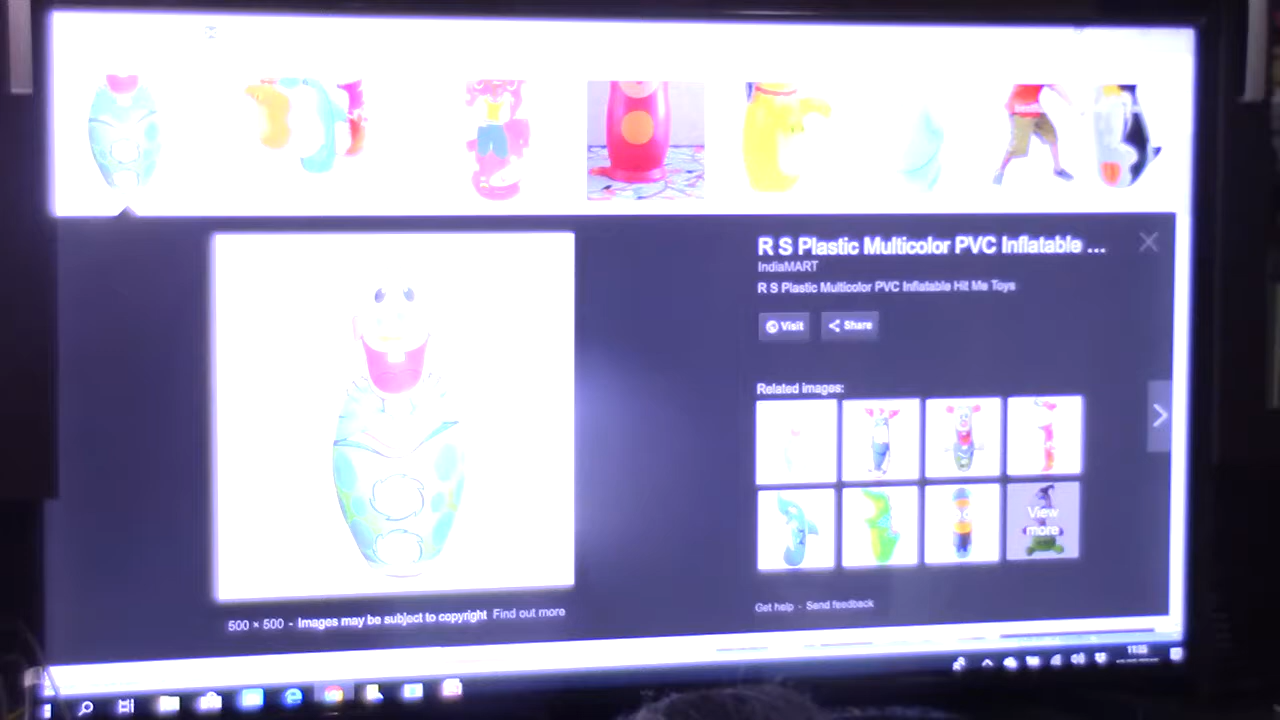 R S Plastic Multicolor PVC Inflatable ...
IndiaMART
R S Plastic Multicolor PVC Inflatable Hit Me Toys
Visit
Share
Related images:
View
more
Get help - Send feedback
500 × 500 - Images may be subject to copyright Find out more